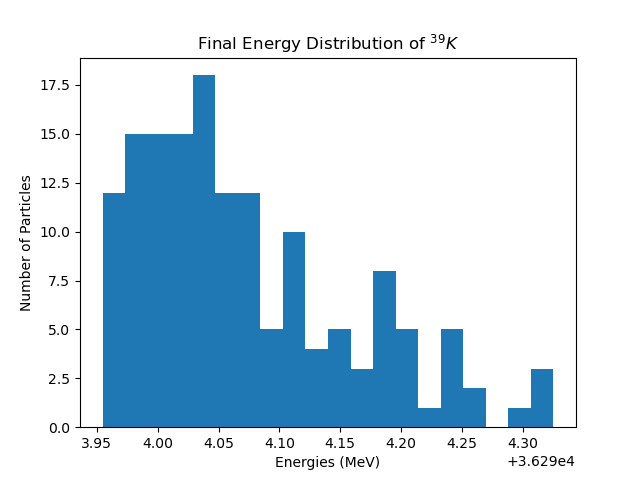 Final Energy Distribution of ³⁹K
17.5
15.0
12.5
10.0
7.5
5.0
2.5
0.0
Number of Particles
3.95 4.00 4.05 4.10 4.15 4.20 4.25 4.30
Energies (MeV)
+3.629e4